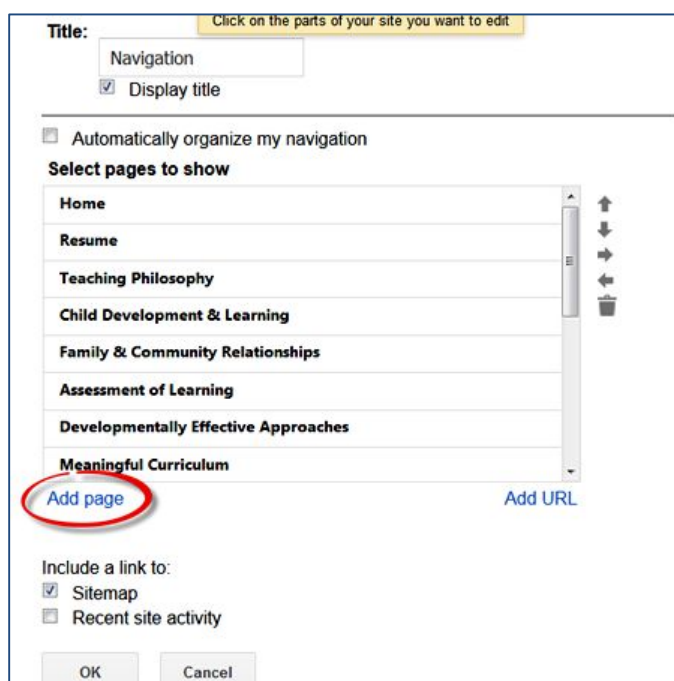 Click on the parts of your site you want to edit
Title:
Navigation
Display title
Automatically organize my navigation
Select pages to show
Home
Resume
Teaching Philosophy
Child Development & Learning
Family & Community Relationships
Assessment of Learning
Developmentally Effective Approaches
Meaningful Curriculum
Add page Add URL
Include a link to:
Sitemap
Recent site activity
OK Cancel